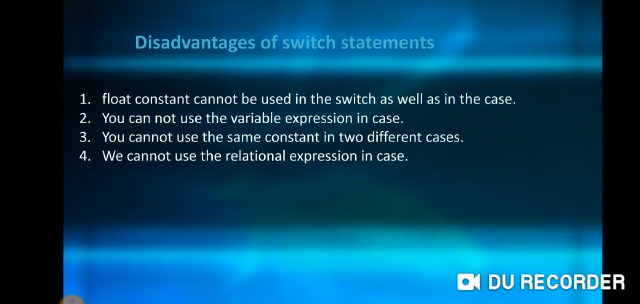 Disadvantages of switch statements
1. float constant cannot be used in the switch as well as in the case.
2. You can not use the variable expression in case.
3. You cannot use the same constant in two different cases.
4. We cannot use the relational expression in case.
DU RECORDER